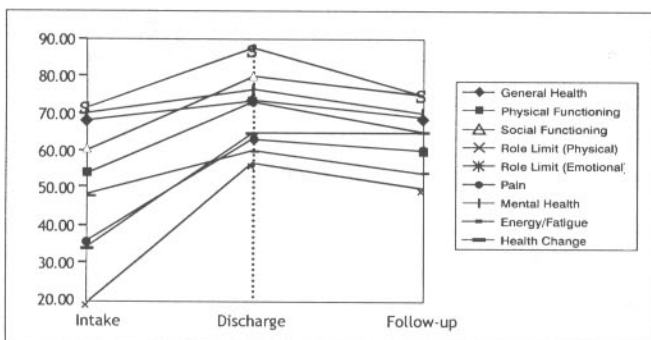 90.00
80.00
70.00
60.00
50.00
40.00
30.00
20.00
Intake
Discharge
Follow-up
General Health
Physical Functioning
Social Functioning
Role Limit (Physical)
Role Limit (Emotional)
Pain
Mental Health
Energy/Fatigue
Health Change